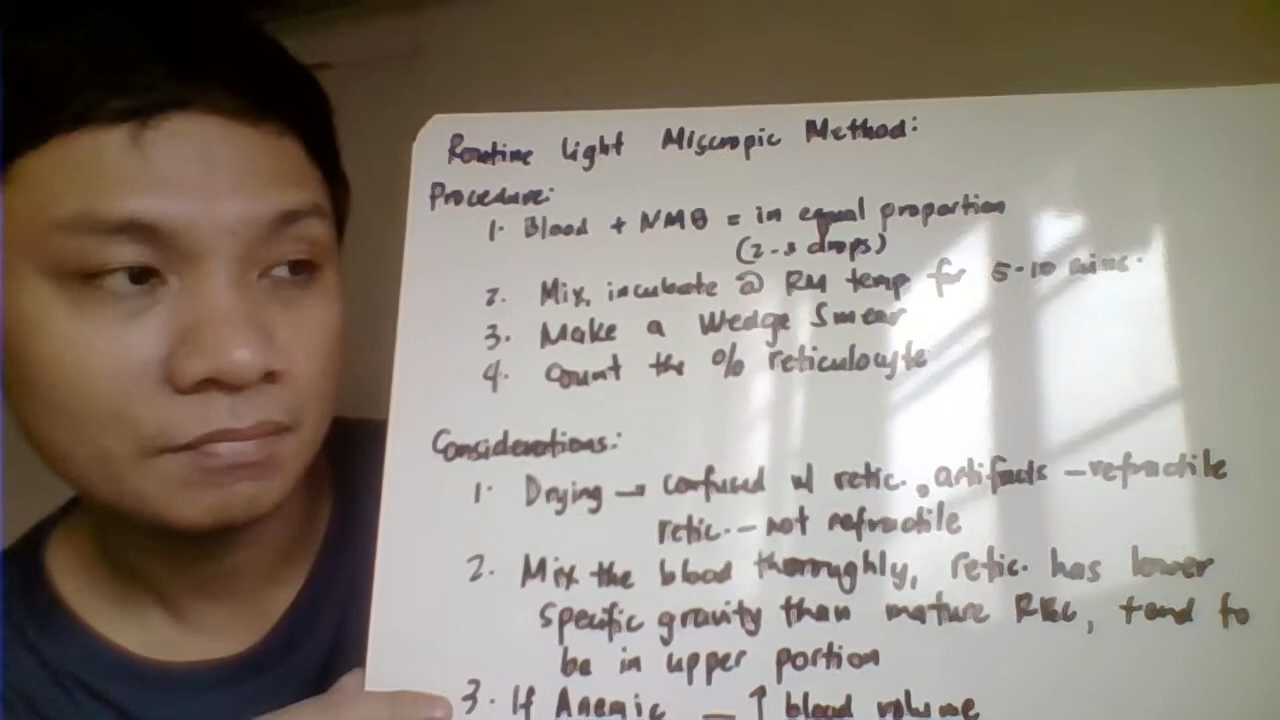 Routine Light Miscropic Method:
Procedure:
1. Blood + NMB = in equal proportion
(2-3 drops)
2. Mix, incubate @ RM temp for 5-10 mins.
3. Make a Wedge Smear
4. Count the % reticulocyte
Considerations:
1. Drying → confused w/ retic., artifacts - refractile
retic. - not refractile
2. Mix the blood thoroughly, retic. has lower
specific gravity than mature RBC, tend to
be in upper portion
3. If Anemic - ↑ blood volume